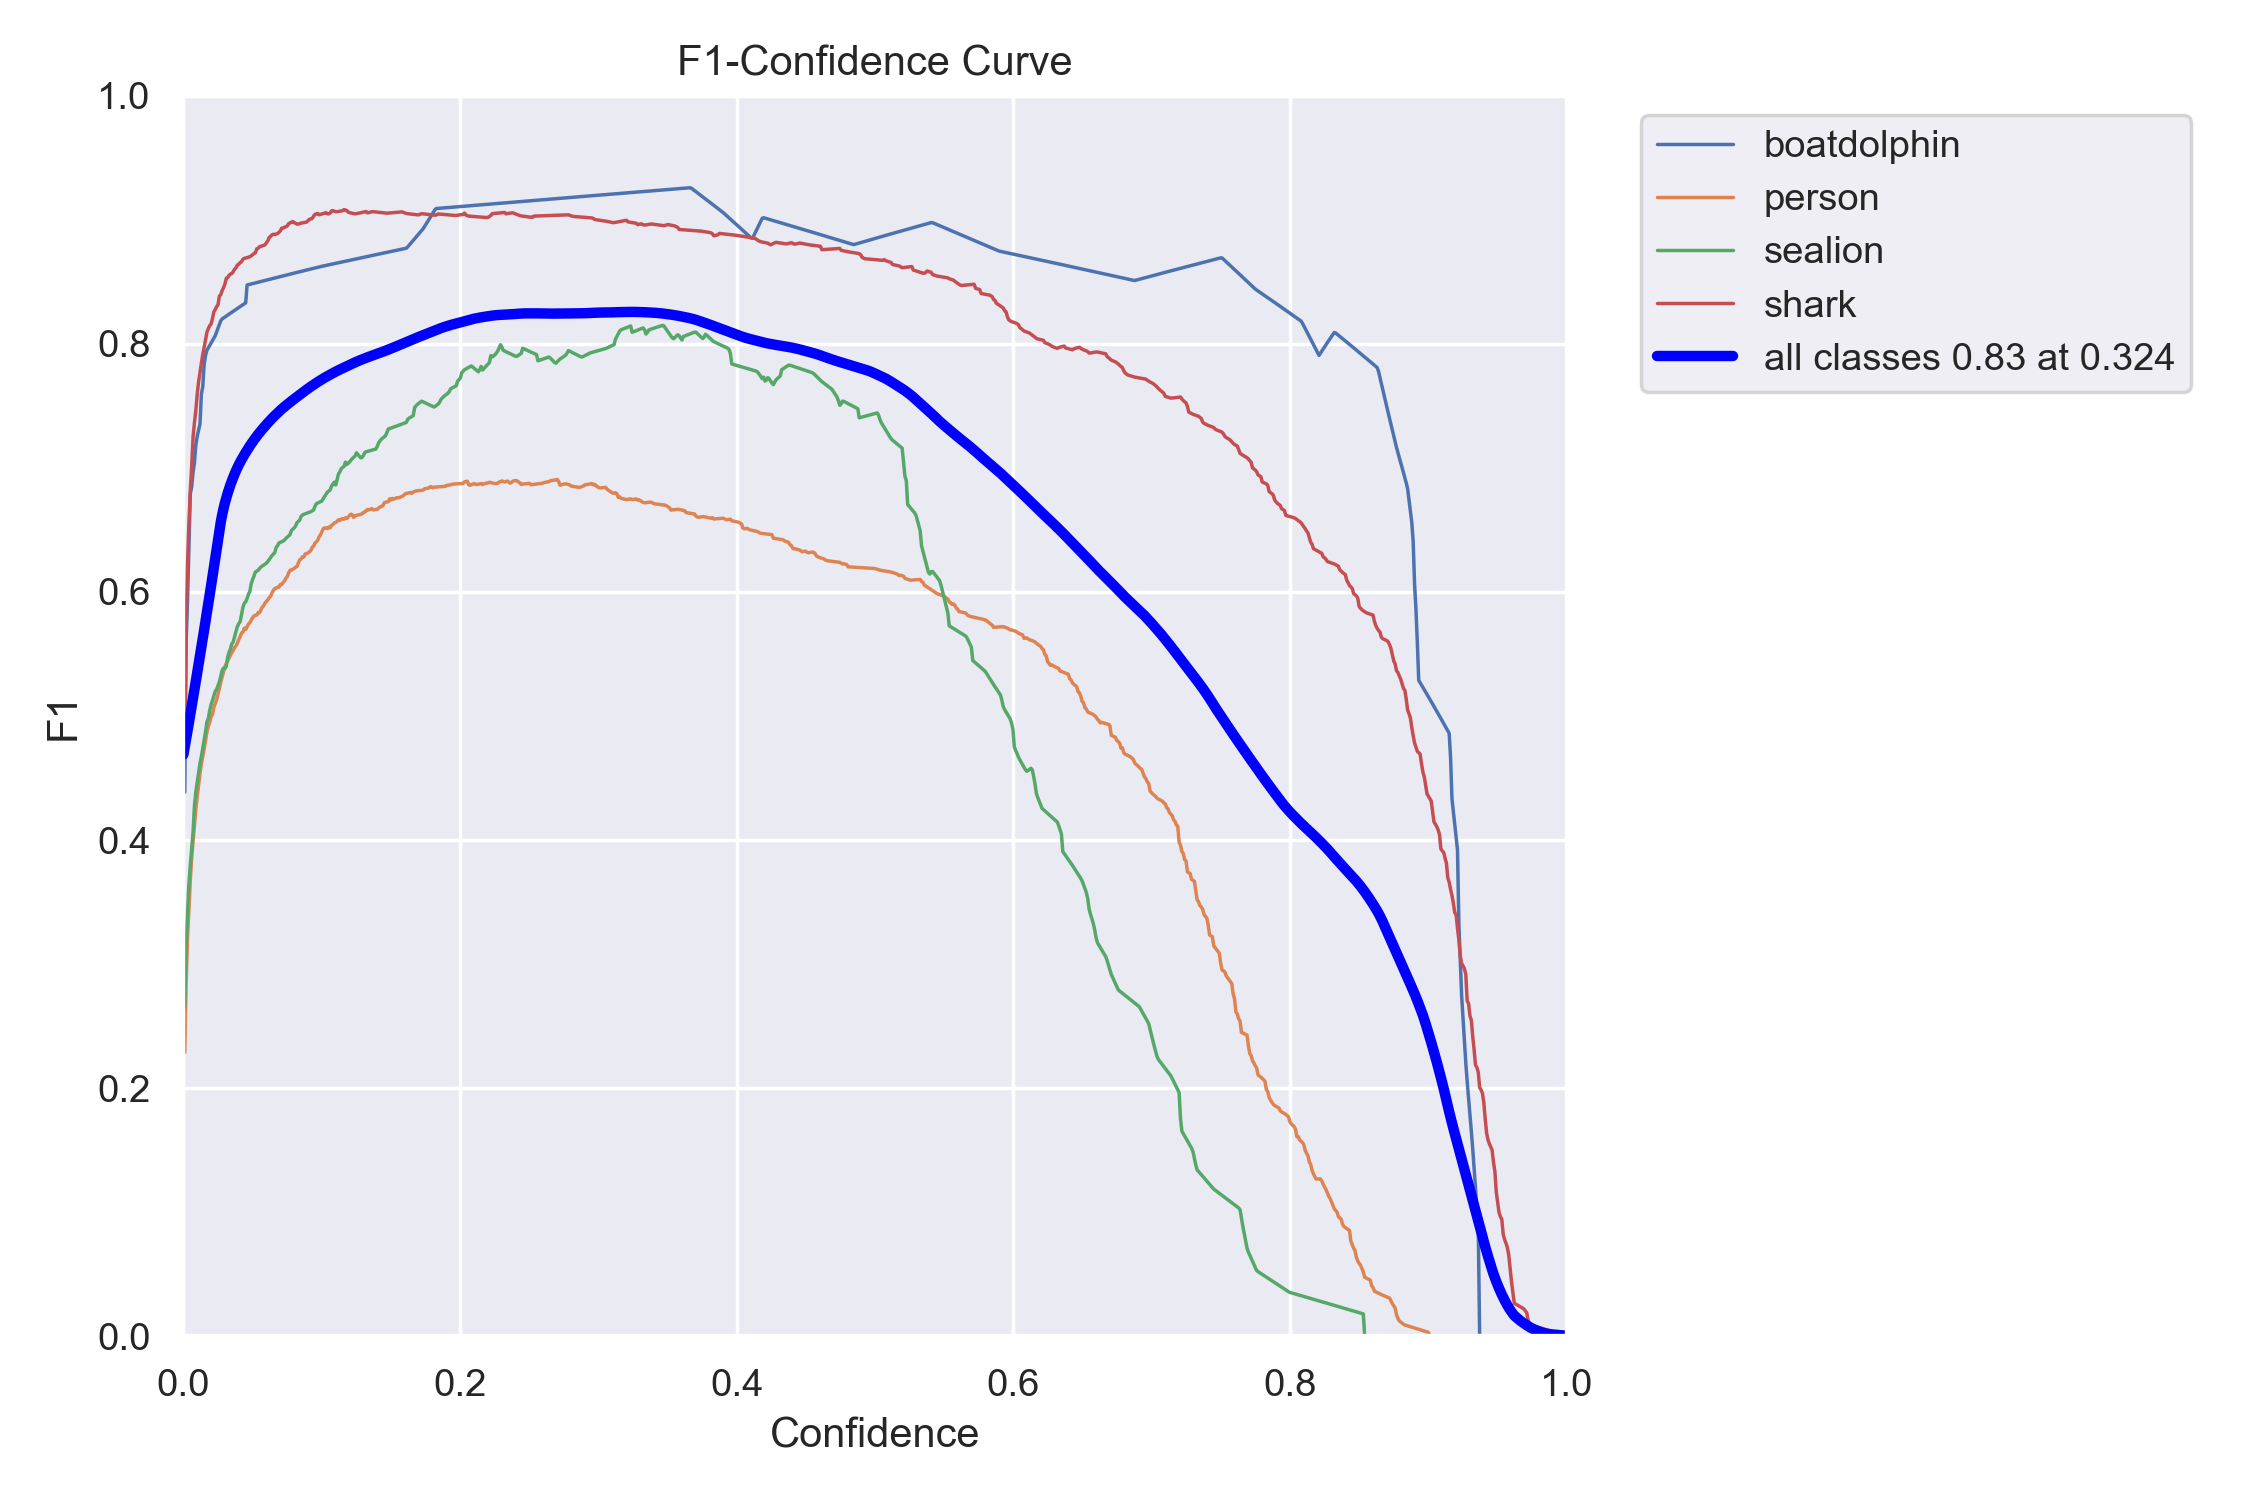 F1-Confidence Curve
1.0
0.8
0.6
0.4
0.2
0.0
F1
0.0 0.2 0.4 0.6 0.8 1.0
Confidence
boatdolphin
person
sealion
shark
all classes 0.83 at 0.324